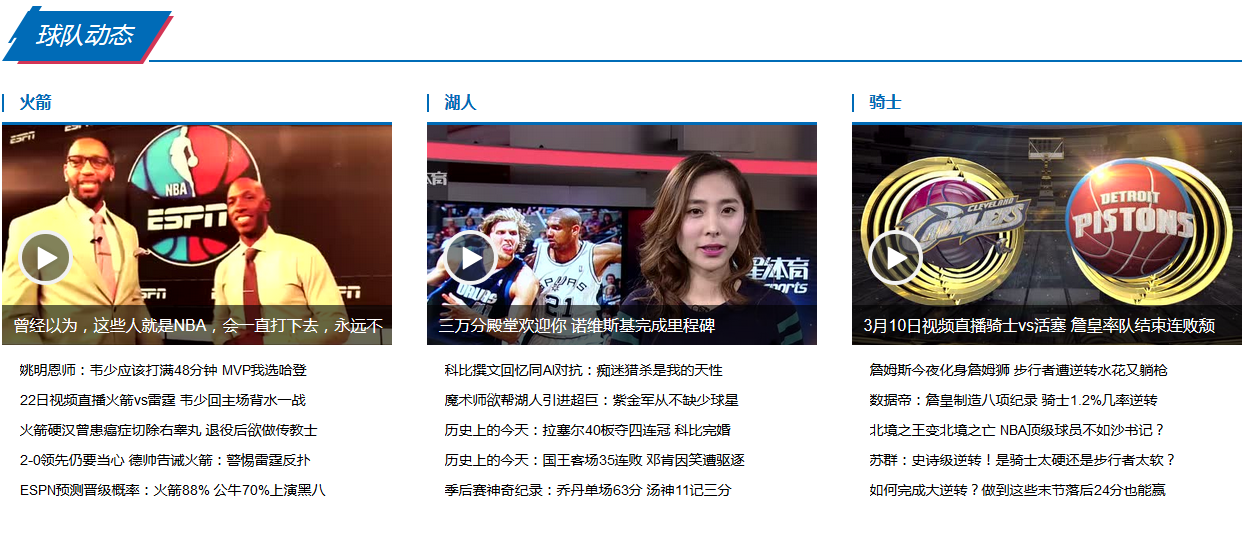 球队动态
火箭
ESPN
NBA
ESPN
曾经以为，这些人就是NBA，会一直打下去，永远不
姚明恩师：韦少应该打满48分钟 MVP我选哈登
22日视频直播火箭vs雷霆 韦少回主场背水一战
火箭硬汉曾患癌症切除右睾丸 退役后欲做传教士
2-0领先仍要当心 德帅告诫火箭：警惕雷霆反扑
ESPN预测晋级概率：火箭88% 公牛70%上演黑八
湖人
SPURS
21
体育
三万分殿堂欢迎你 诺维斯基完成里程碑
科比撰文回忆同AI对抗：痴迷猎杀是我的天性
魔术师欲帮湖人引进超巨：紫金军从不缺少球星
历史上的今天：拉塞尔40板夺四连冠 科比完婚
历史上的今天：国王客场35连败 邓肯因笑遭驱逐
季后赛神奇纪录：乔丹单场63分 汤神11记三分
骑士
CLEVELAND
CAVALIERS
DETROIT
PISTONS
3月10日视频直播骑士vs活塞 詹皇率队结束连败颓
詹姆斯今夜化身詹姆狮 步行者遭逆转水花又躺枪
数据帝：詹皇制造八项纪录 骑士1.2%几率逆转
北境之王变北境之亡 NBA顶级球员不如沙书记？
苏群：史诗级逆转！是骑士太硬还是步行者太软？
如何完成大逆转？做到这些末节落后24分也能赢